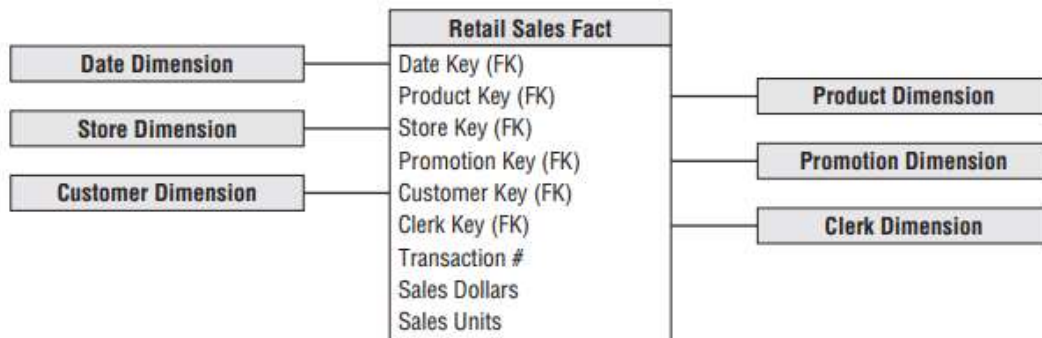 Retail Sales Fact
Date Dimension
Date Key (FK)
Product Key (FK)
Product Dimension
Store Dimension
Store Key (FK)
Promotion Key (FK)
Promotion Dimension
Customer Dimension
Customer Key (FK)
Clerk Key (FK)
Clerk Dimension
Transaction #
Sales Dollars
Sales Units